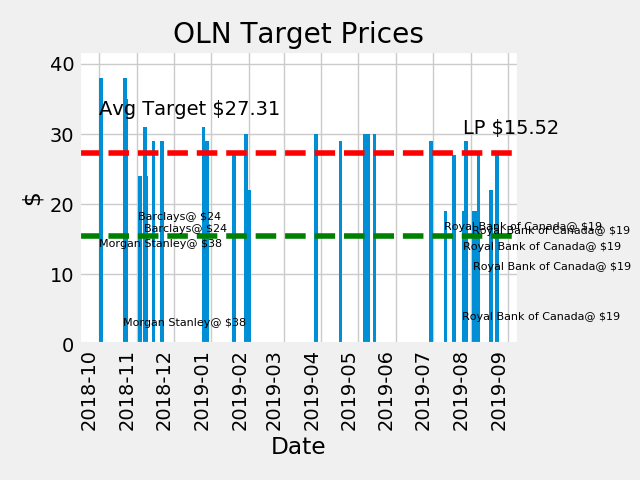 OLN Target Prices
40
Avg Target $27.31
LP $15.52
30
$
20
Barclays@ $24
Royal Bank of Canada@ $19
Barclays@ $24
Royal Bank of Canada@ $19
Morgan Stanley@ $38
Royal Bank of Canada@ $19
10
Royal Bank of Canada@ $19
Morgan Stanley@ $38
Royal Bank of Canada@ $19
0
2018-10
2018-11
2018-12
2019-01
2019-02
2019-03
2019-04
2019-05
2019-06
2019-07
2019-08
2019-09
Date